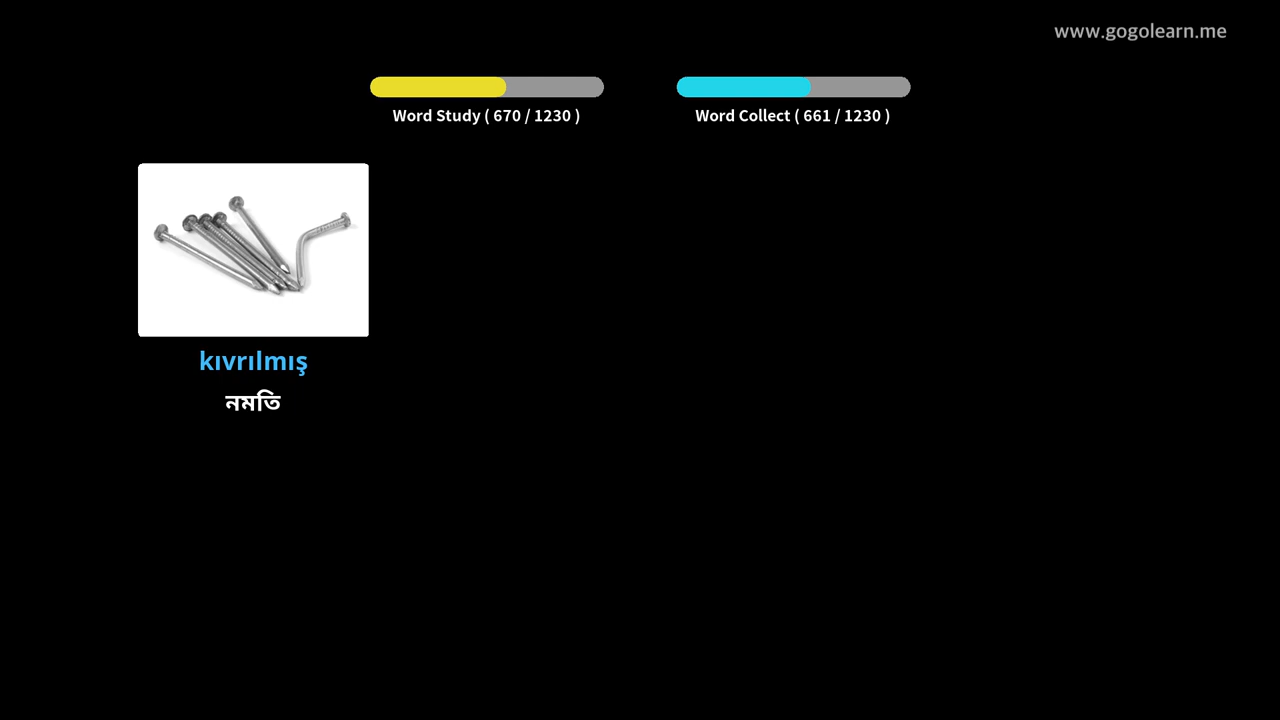 www.gogolearn.me
Word Study ( 670 / 1230 )
Word Collect ( 661 / 1230 )
kıvrılmış
নমতি